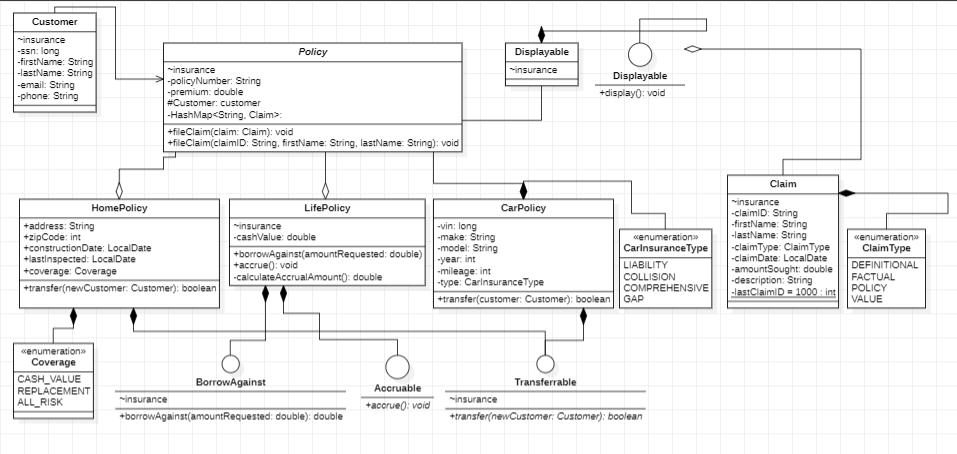 Customer
~insurance
-ssn: long
-firstName: String
-lastName: String
-email: String
-phone: String
Policy
~insurance
-policyNumber: String
-premium: double
#Customer: customer
-HashMap<String, Claim>:
+fileClaim(claim: Claim): void
+fileClaim(claimID: String, firstName: String, lastName: String): void
Displayable
~insurance
Displayable
+display(): void
HomePolicy
+address: String
+zipCode: int
+constructionDate: LocalDate
+lastInspected: LocalDate
+coverage: Coverage
+transfer(newCustomer: Customer): boolean
LifePolicy
~insurance
-cashValue: double
+borrowAgainst(amountRequested: double)
+accrue(): void
-calculateAccrualAmount(): double
CarPolicy
-vin: long
-make: String
-model: String
-year: int
-mileage: int
-type: CarInsuranceType
+transfer(customer: Customer): boolean
«enumeration»
CarInsuranceType
LIABILITY
COLLISION
COMPREHENSIVE
GAP
Claim
~insurance
-claimID: String
-firstName: String
-lastName: String
-claimType: ClaimType
-claimDate: LocalDate
-amountSought: double
-description: String
-lastClaimID = 1000 : int
«enumeration»
ClaimType
DEFINITIONAL
FACTUAL
POLICY
VALUE
«enumeration»
Coverage
CASH_VALUE
REPLACEMENT
ALL_RISK
BorrowAgainst
~insurance
+borrowAgainst(amountRequested: double): double
Accruable
+accrue(): void
Transferrable
~insurance
+transfer(newCustomer: Customer): boolean